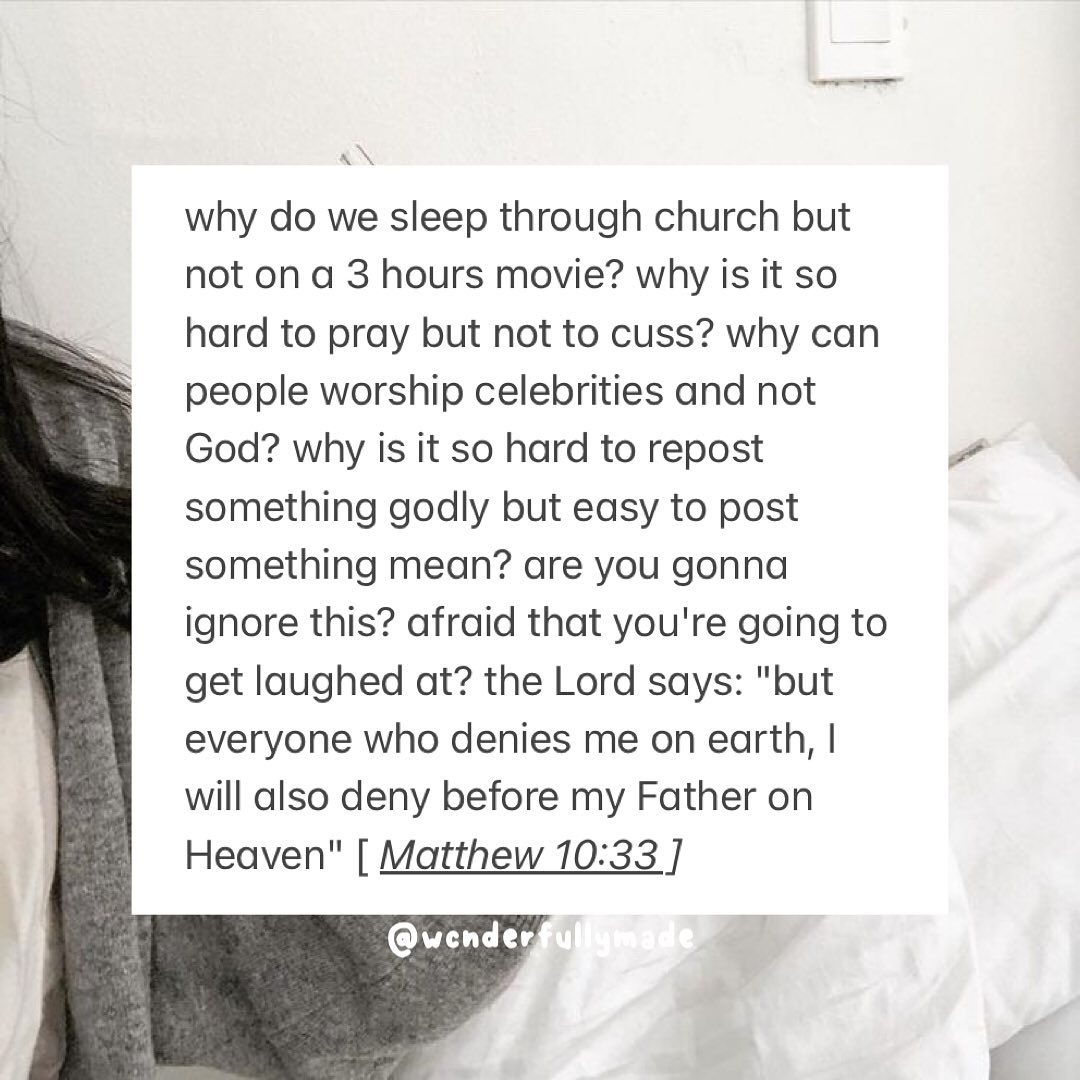 why do we sleep through church but
not on a 3 hours movie? why is it so
hard to pray but not to cuss? why can
people worship celebrities and not
God? why is it so hard to repost
something godly but easy to post
something mean? are you gonna
ignore this? afraid that you're going to
get laughed at? the Lord says: "but
everyone who denies me on earth, I
will also deny before my Father on
Heaven" [ Matthew 10:33 ]
@wcnderfullymade